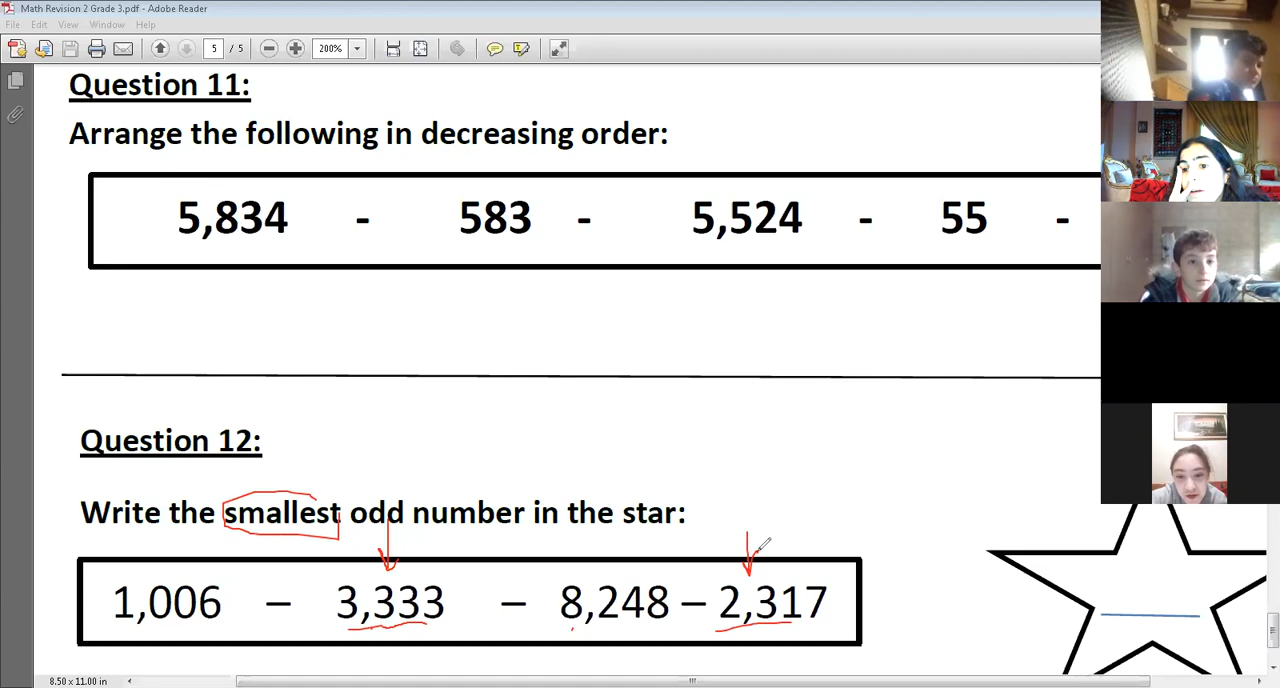 Math Revision 2 Grade 3.pdf - Adobe Reader
File Edit View Window Help
5 / 5 200%
Question 11:
Arrange the following in decreasing order:
5,834 - 583 - 5,524 - 55 -
Question 12:
Write the smallest odd number in the star:
1,006 – 3,333 – 8,248 – 2,317
8.50 x 11.00 in